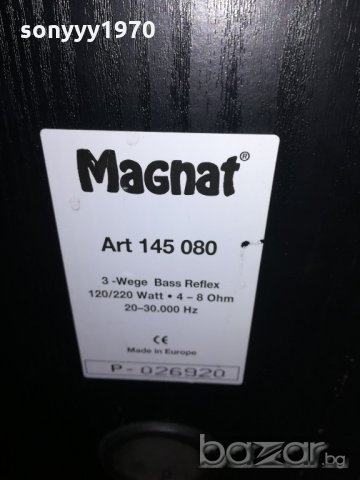 sonyyy1970
Magnat®
Art 145 080
3 -Wege Bass Reflex
120/220 Watt • 4 – 8 Ohm
20–30.000 Hz
CE
Made in Europe
P- 026920
bazar.bg